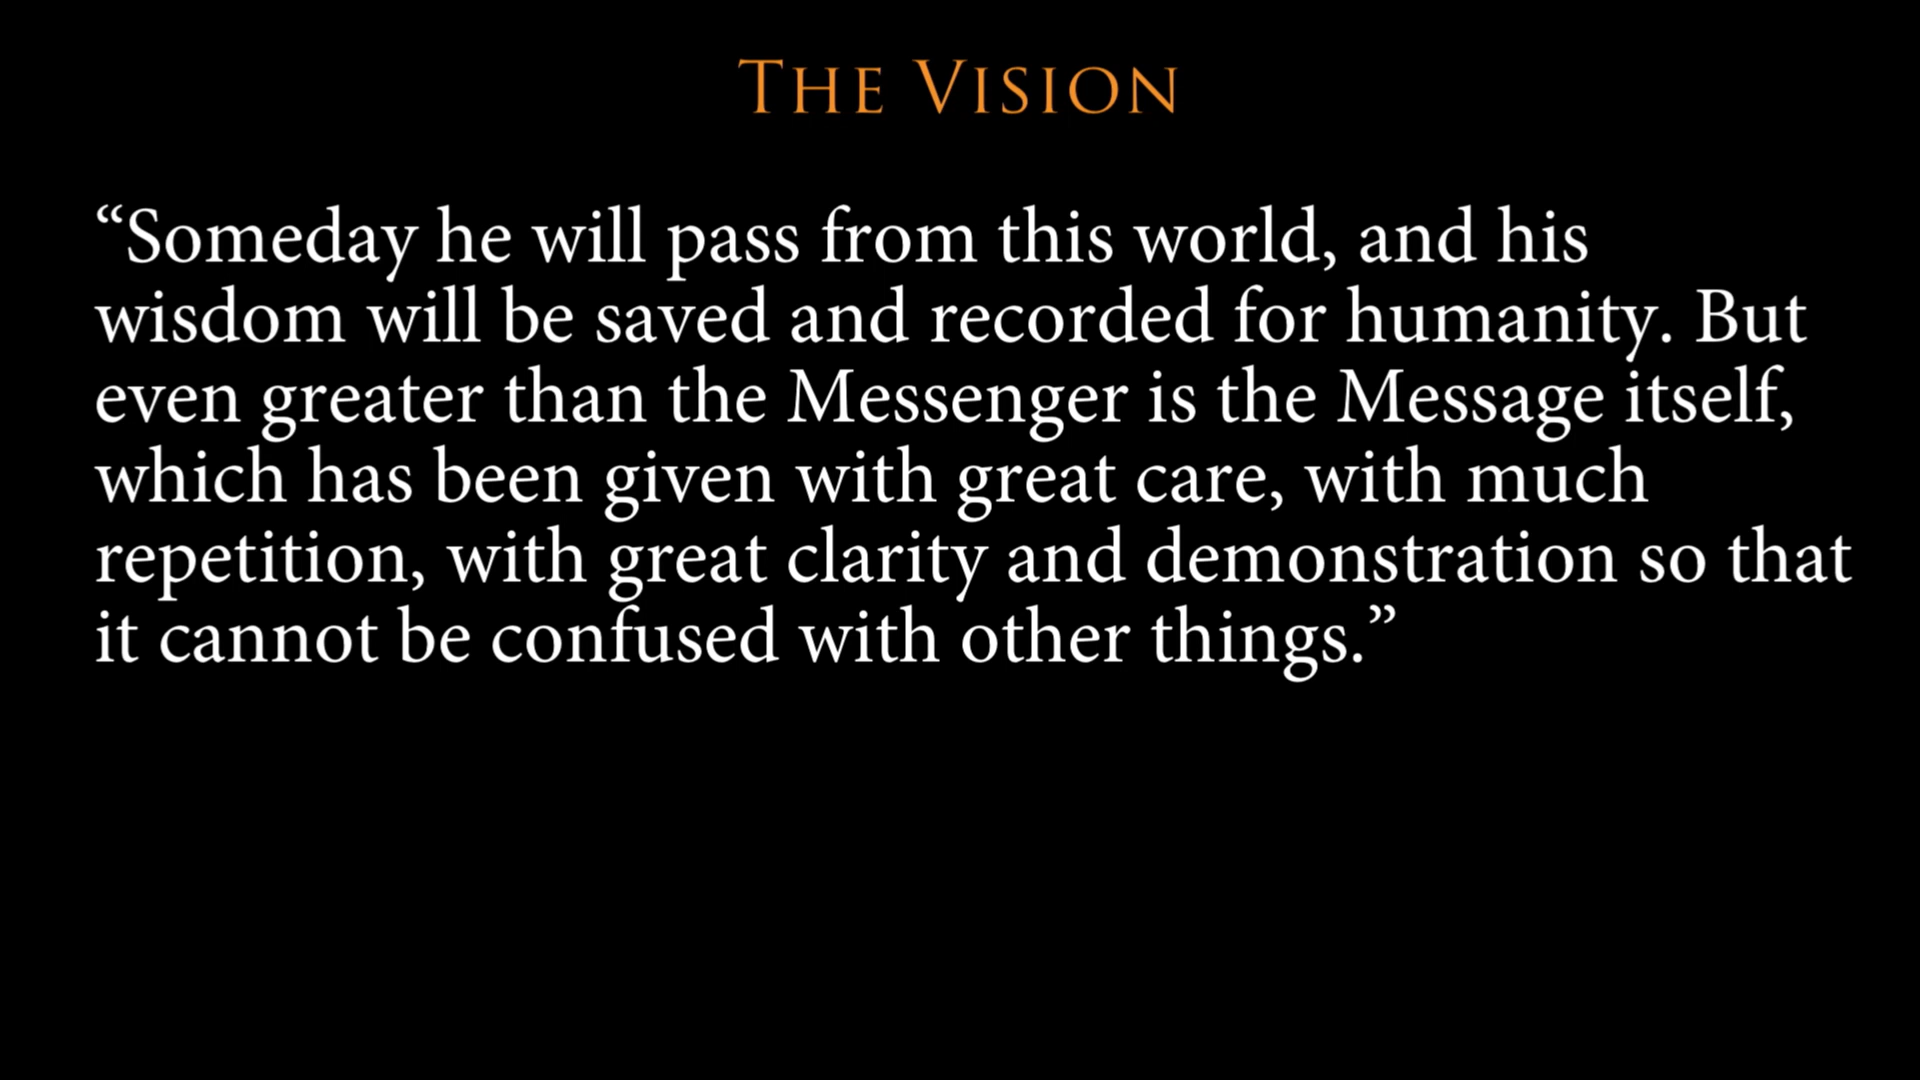 The Vision
“Someday he will pass from this world, and his
wisdom will be saved and recorded for humanity. But
even greater than the Messenger is the Message itself,
which has been given with great care, with much
repetition, with great clarity and demonstration so that
it cannot be confused with other things.”